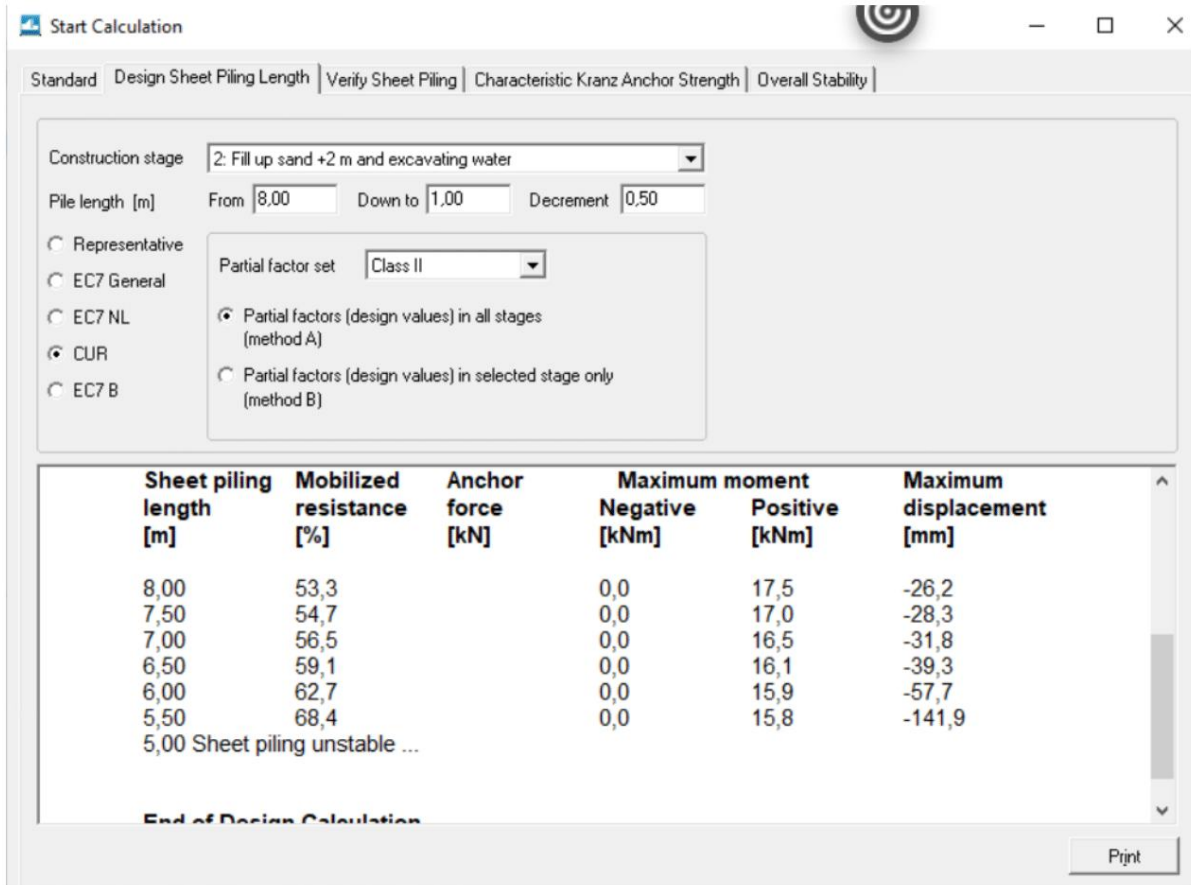 Start Calculation
Standard Design Sheet Piling Length Verify Sheet Piling Characteristic Kranz Anchor Strength Overall Stability
Construction stage 2: Fill up sand +2 m and excavating water
Pile length [m] From 8,00 Down to 1,00 Decrement 0,50
Representative
EC7 General
EC7 NL
CUR
EC7 B
Partial factor set Class II
Partial factors (design values) in all stages
(method A)
Partial factors (design values) in selected stage only
(method B)
Sheet piling Mobilized Anchor Maximum moment Maximum
length resistance force Negative Positive displacement
[m] [%] [kN] [kNm] [kNm] [mm]
8,00 53,3 0,0 17,5 -26,2
7,50 54,7 0,0 17,0 -28,3
7,00 56,5 0,0 16,5 -31,8
6,50 59,1 0,0 16,1 -39,3
6,00 62,7 0,0 15,9 -57,7
5,50 68,4 0,0 15,8 -141,9
5,00 Sheet piling unstable ...
End of Design Calculation
Print